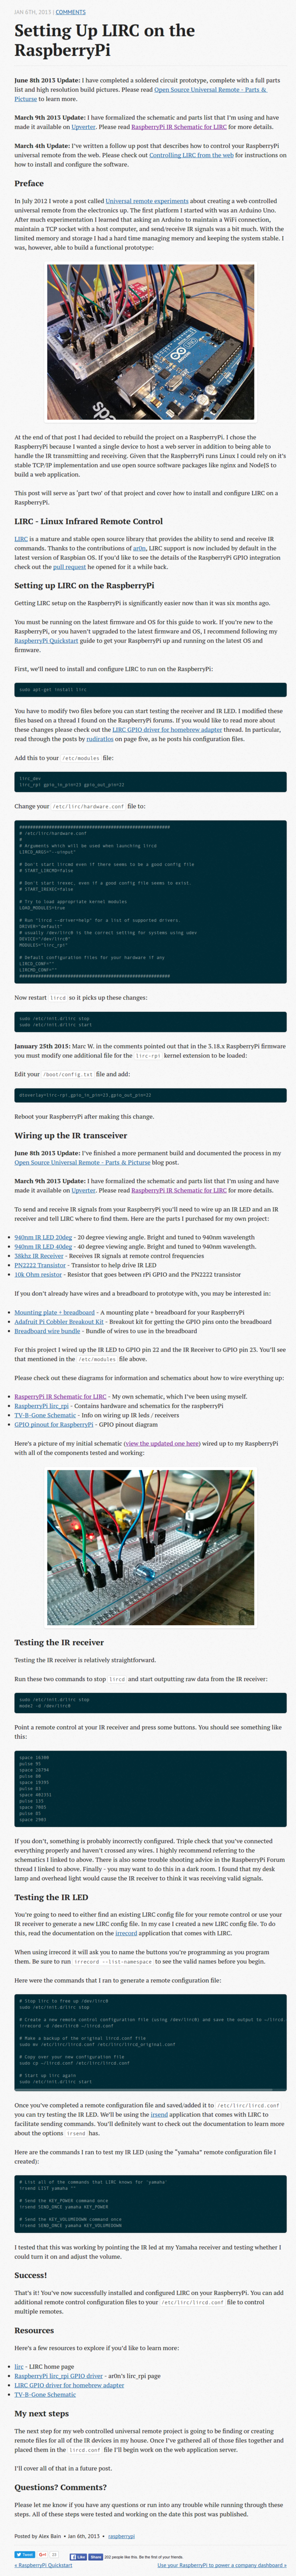 JAN 6TH, 2013 | COMMENTS
Setting Up LIRC on the
RaspberryPi
June 8th 2013 Update: I have completed a soldered circuit prototype, complete with a full parts
list and high resolution build pictures. Please read Open Source Universal Remote - Parts &
Picturse to learn more.
March 9th 2013 Update: I have formalized the schematic and parts list that I'm using and have
made it available on Upverter. Please read RaspberryPi IR Schematic for LIRC for more details.
March 4th Update: I've written a follow up post that describes how to control your RaspberryPi
universal remote from the web. Please check out Controlling LIRC from the web for instructions on
how to install and configure the software.
Preface
In July 2012 I wrote a post called Universal remote experiments about creating a web controlled
universal remote from the electronics up. The first platform I started with was an Arduino Uno.
After much experimentation I learned that asking an Arduino to maintain a WiFi connection,
maintain a TCP socket with a host computer, and send/receive IR signals was a bit much. With the
limited memory and storage I had a hard time managing memory and keeping the system stable. I
was, however, able to build a functional prototype:
At the end of that post I had decided to rebuild the project on a RaspberryPi. I chose the
RaspberryPi because I wanted a single device to host a web server in addition to being able to
handle the IR transmitting and receiving. Given that the RaspberryPi runs Linux I could rely on it's
stable TCP/IP implementation and use open source software packages like nginx and NodeJS to
build a web application.
This post will serve as 'part two' of that project and cover how to install and configure LIRC on a
RaspberryPi.
LIRC - Linux Infrared Remote Control
LIRC is a mature and stable open source library that provides the ability to send and receive IR
commands. Thanks to the contributions of ar0n, LIRC support is now included by default in the
latest version of Raspbian OS. If you'd like to see the details of the RaspberryPi GPIO integration
check out the pull request he opened for it a while back.
Setting up LIRC on the RaspberryPi
Getting LIRC setup on the RaspberryPi is significantly easier now than it was six months ago.
You must be running on the latest firmware and OS for this guide to work. If you're new to the
RaspberryPi, or you haven't upgraded to the latest firmware and OS, I recommend following my
RaspberryPi Quickstart guide to get your RaspberryPi up and running on the latest OS and
firmware.
First, we'll need to install and configure LIRC to run on the RaspberryPi:
sudo apt-get install lirc
You have to modify two files before you can start testing the receiver and IR LED. I modified these
files based on a thread I found on the RaspberryPi forums. If you would like to read more about
these changes please check out the LIRC GPIO driver for homebrew adapter thread. In particular,
read through the posts by rudiratlos on page five, as he posts his configuration files.
Add this to your /etc/modules file:
lirc_dev
lirc_rpi gpio_in_pin=23 gpio_out_pin=22
Change your /etc/lirc/hardware.conf file to:
########################################################
# /etc/lirc/hardware.conf
#
# Arguments which will be used when launching lircd
LIRCD_ARGS="--uinput"
# Don't start lircmd even if there seems to be a good config file
# START_LIRCMD=false
# Don't start irexec, even if a good config file seems to exist.
# START_IREXEC=false
# Try to load appropriate kernel modules
LOAD_MODULES=true
# Run "lircd --driver=help" for a list of supported drivers.
DRIVER="default"
# usually /dev/lirc0 is the correct setting for systems using udev
DEVICE="/dev/lirc0"
MODULES="lirc_rpi"
# Default configuration files for your hardware if any
LIRCD_CONF=""
LIRCMD_CONF=""
########################################################
Now restart lircd so it picks up these changes:
sudo /etc/init.d/lirc stop
sudo /etc/init.d/lirc start
January 25th 2015: Marc W. in the comments pointed out that in the 3.18.x RaspberryPi firmware
you must modify one additional file for the lirc-rpi kernel extension to be loaded:
Edit your /boot/config.txt file and add:
dtoverlay=lirc-rpi,gpio_in_pin=23,gpio_out_pin=22
Reboot your RaspberryPi after making this change.
Wiring up the IR transceiver
June 8th 2013 Update: I've finished a more permanent build and documented the process in my
Open Source Universal Remote - Parts & Picturse blog post.
March 9th 2013 Update: I have formalized the schematic and parts list that I'm using and have
made it available on Upverter. Please read RaspberryPi IR Schematic for LIRC for more details.
To send and receive IR signals from your RaspberryPi you'll need to wire up an IR LED and an IR
receiver and tell LIRC where to find them. Here are the parts I purchased for my own project:
940nm IR LED 20deg - 20 degree viewing angle. Bright and tuned to 940nm wavelength
940nm IR LED 40deg - 40 degree viewing angle. Bright and tuned to 940nm wavelength.
38khz IR Receiver - Receives IR signals at remote control frequencies
PN2222 Transistor - Transistor to help drive IR LED
10k Ohm resistor - Resistor that goes between rPi GPIO and the PN2222 transistor
If you don't already have wires and a breadboard to prototype with, you may be interested in:
Mounting plate + breadboard - A mounting plate + breadboard for your RaspberryPi
Adafruit Pi Cobbler Breakout Kit - Breakout kit for getting the GPIO pins onto the breadboard
Breadboard wire bundle - Bundle of wires to use in the breadboard
For this project I wired up the IR LED to GPIO pin 22 and the IR Receiver to GPIO pin 23. You'll see
that mentioned in the /etc/modules file above.
Please check out these diagrams for information and schematics about how to wire everything up:
RaspberryPi IR Schematic for LIRC - My own schematic, which I've been using myself.
RaspberryPi lirc_rpi - Contains hardware and schematics for the raspberryPi
TV-B-Gone Schematic - Info on wiring up IR leds / receivers
GPIO pinout for RaspberryPi - GPIO pinout diagram
Here's a picture of my initial schematic (view the updated one here) wired up to my RaspberryPi
with all of the components tested and working:
Testing the IR receiver
Testing the IR receiver is relatively straightforward.
Run these two commands to stop lircd and start outputting raw data from the IR receiver:
sudo /etc/init.d/lirc stop
mode2 -d /dev/lirc0
Point a remote control at your IR receiver and press some buttons. You should see something like
this:
space 16300
pulse 95
space 28794
pulse 80
space 19395
pulse 83
space 402351
pulse 135
space 7085
pulse 85
space 2903
If you don't, something is probably incorrectly configured. Triple check that you've connected
everything properly and haven't crossed any wires. I highly recommend referring to the
schematics I linked to above. There is also some trouble shooting advice in the RaspberryPi Forum
thread I linked to above. Finally - you may want to do this in a dark room. I found that my desk
lamp and overhead light would cause the IR receiver to think it was receiving valid signals.
Testing the IR LED
You're going to need to either find an existing LIRC config file for your remote control or use your
IR receiver to generate a new LIRC config file. In my case I created a new LIRC config file. To do
this, read the documentation on the irrecord application that comes with LIRC.
When using irrecord it will ask you to name the buttons you're programming as you program
them. Be sure to run irrecord --list-namespace to see the valid names before you begin.
Here were the commands that I ran to generate a remote configuration file:
# Stop lirc to free up /dev/lirc0
sudo /etc/init.d/lirc stop
# Create a new remote control configuration file (using /dev/lirc0) and save the output to ~/lircd.
irrecord -d /dev/lirc0 ~/lircd.conf
# Make a backup of the original lircd.conf file
sudo mv /etc/lirc/lircd.conf /etc/lirc/lircd_original.conf
# Copy over your new configuration file
sudo cp ~/lircd.conf /etc/lirc/lircd.conf
# Start up lirc again
sudo /etc/init.d/lirc start
Once you've completed a remote configuration file and saved/added it to /etc/lirc/lircd.conf
you can try testing the IR LED. We'll be using the irsend application that comes with LIRC to
facilitate sending commands. You'll definitely want to check out the documentation to learn more
about the options irsend has.
Here are the commands I ran to test my IR LED (using the "yamaha" remote configuration file I
created):
# List all of the commands that LIRC knows for 'yamaha'
irsend LIST yamaha ""
# Send the KEY_POWER command once
irsend SEND_ONCE yamaha KEY_POWER
# Send the KEY_VOLUMEDOWN command once
irsend SEND_ONCE yamaha KEY_VOLUMEDOWN
I tested that this was working by pointing the IR led at my Yamaha receiver and testing whether I
could turn it on and adjust the volume.
Success!
That's it! You've now successfully installed and configured LIRC on your RaspberryPi. You can add
additional remote control configuration files to your /etc/lirc/lircd.conf file to control
multiple remotes.
Resources
Here's a few resources to explore if you'd like to learn more:
lirc - LIRC home page
RaspberryPi lirc_rpi GPIO driver - ar0n's lirc_rpi page
LIRC GPIO driver for homebrew adapter
TV-B-Gone Schematic
My next steps
The next step for my web controlled universal remote project is going to be finding or creating
remote files for all of the IR devices in my house. Once I've gathered all of those files together and
placed them in the lircd.conf file I'll begin work on the web application server.
I'll cover all of that in a future post.
Questions? Comments?
Please let me know if you have any questions or run into any trouble while running through these
steps. All of these steps were tested and working on the date this post was published.
Posted by Alex Bain • Jan 6th, 2013 • raspberrypi
Tweet
Like Share 302 people like this. Be the first of your friends.
« RaspberryPi Quickstart Use your RaspberryPi to power a company dashboard »